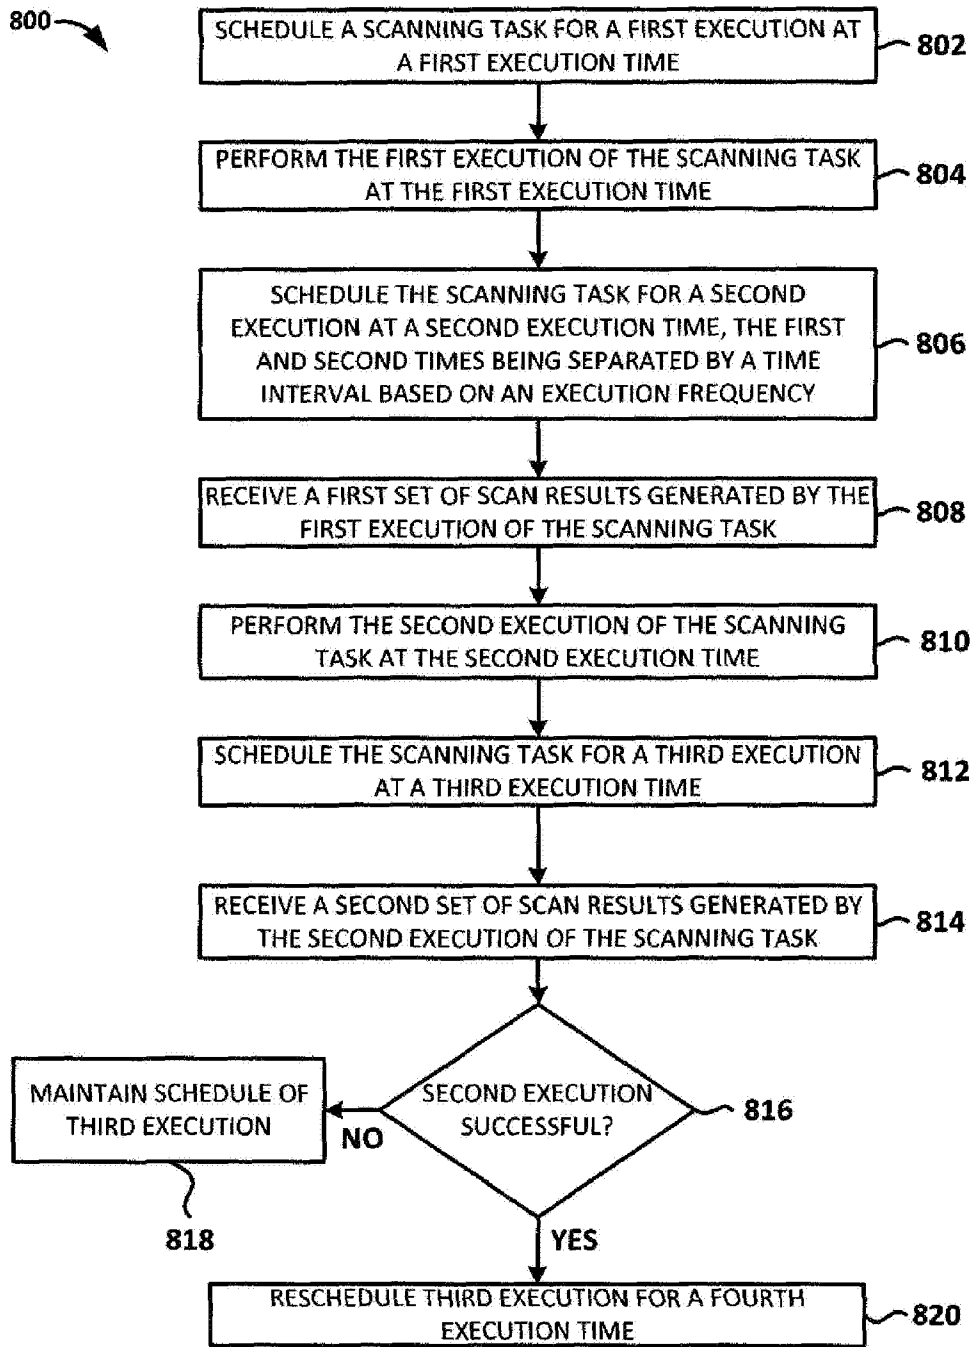 800
SCHEDULE A SCANNING TASK FOR A FIRST EXECUTION AT
A FIRST EXECUTION TIME
802
PERFORM THE FIRST EXECUTION OF THE SCANNING TASK
AT THE FIRST EXECUTION TIME
804
SCHEDULE THE SCANNING TASK FOR A SECOND
EXECUTION AT A SECOND EXECUTION TIME, THE FIRST
AND SECOND TIMES BEING SEPARATED BY A TIME
INTERVAL BASED ON AN EXECUTION FREQUENCY
806
RECEIVE A FIRST SET OF SCAN RESULTS GENERATED BY THE
FIRST EXECUTION OF THE SCANNING TASK
808
PERFORM THE SECOND EXECUTION OF THE SCANNING
TASK AT THE SECOND EXECUTION TIME
810
SCHEDULE THE SCANNING TASK FOR A THIRD EXECUTION
AT A THIRD EXECUTION TIME
812
RECEIVE A SECOND SET OF SCAN RESULTS GENERATED BY
THE SECOND EXECUTION OF THE SCANNING TASK
814
SECOND EXECUTION
SUCCESSFUL?
816
NO
MAINTAIN SCHEDULE OF
THIRD EXECUTION
818
YES
RESCHEDULE THIRD EXECUTION FOR A FOURTH
EXECUTION TIME
820